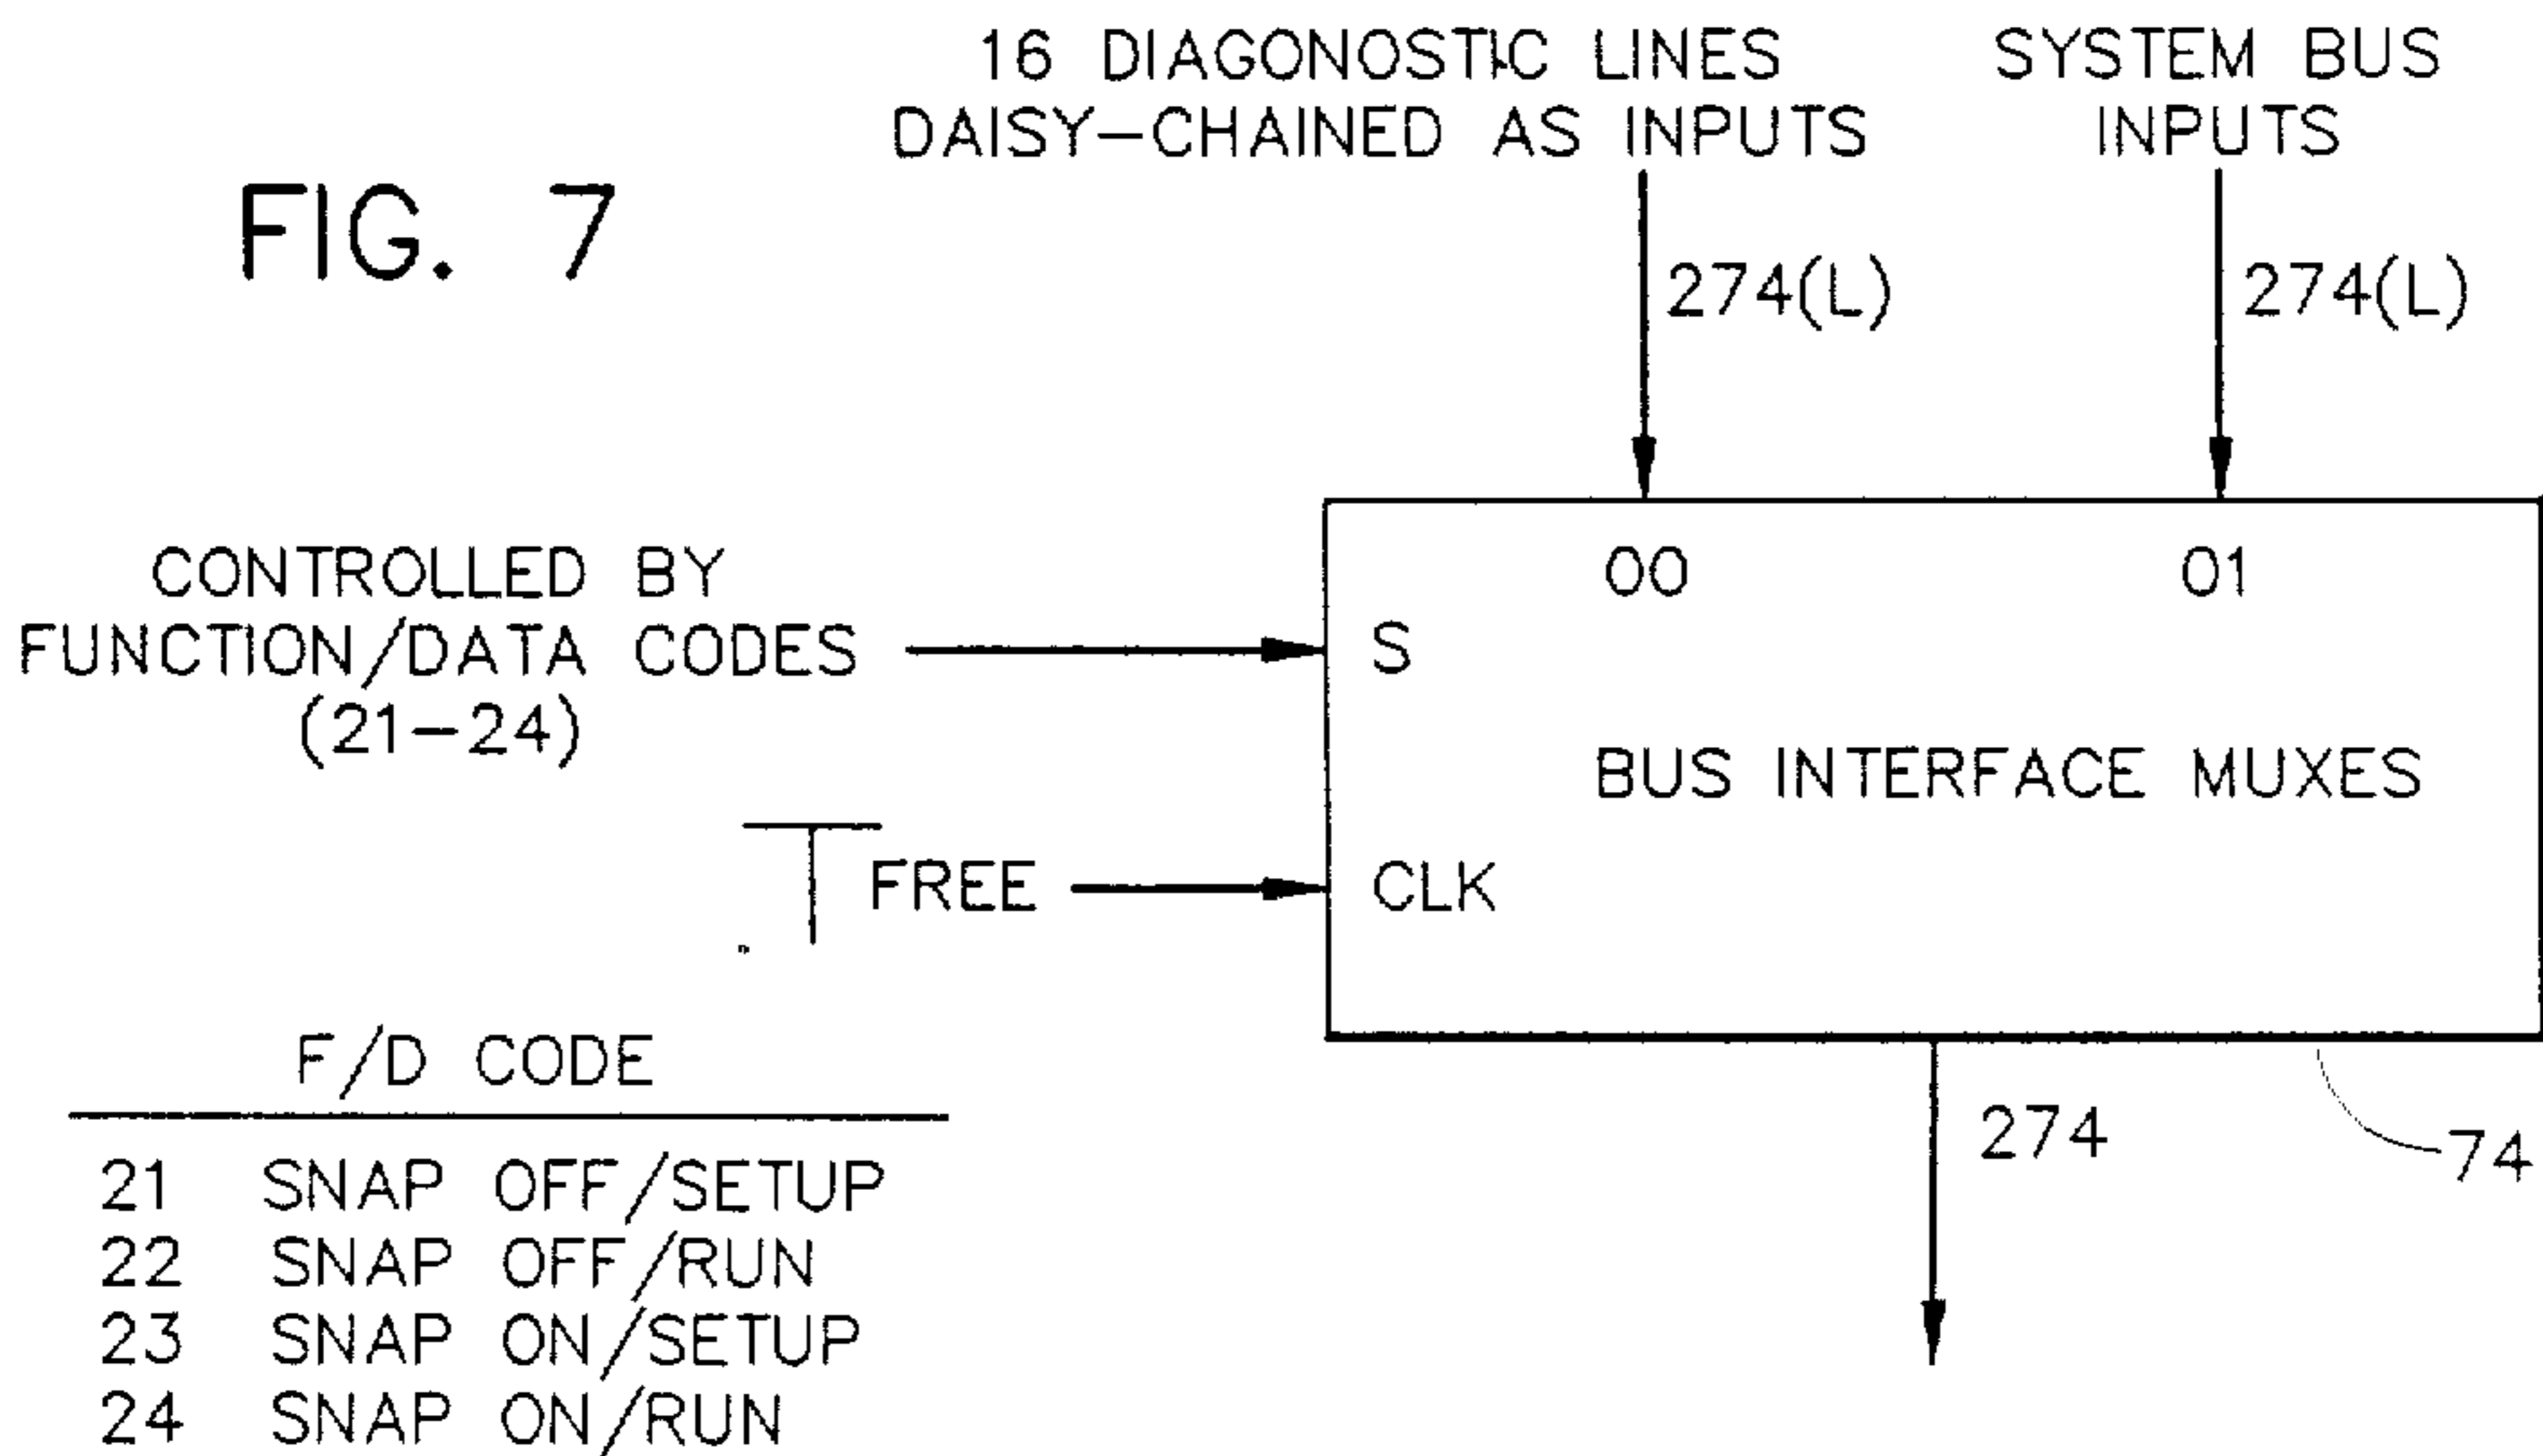 16 DIAGONOSTIC LINES
DAISY-CHAINED AS INPUTS
SYSTEM BUS
INPUTS
FIG. 7
274(L)
274(L)
CONTROLLED BY
FUNCTION/DATA CODES
(21-24)
00
01
S
BUS INTERFACE MUXES
T FREE
CLK
F/D CODE
274
74
21 SNAP OFF/SETUP
22 SNAP OFF/RUN
23 SNAP ON/SETUP
24 SNAP ON/RUN